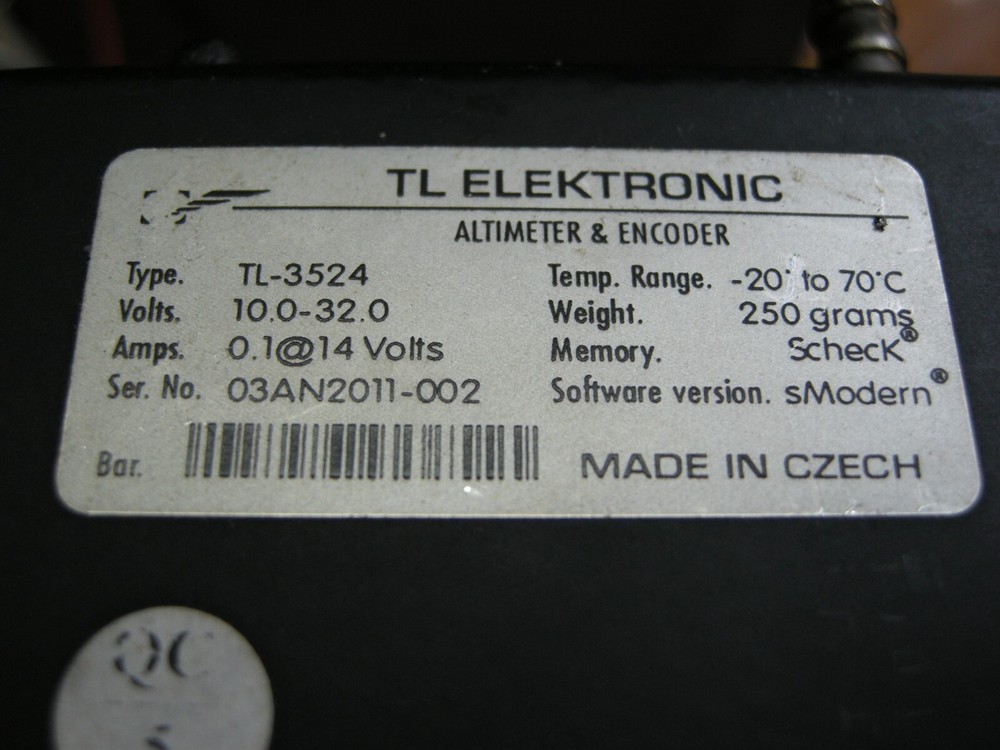 TL ELEKTRONIC
ALTIMETER & ENCODER
Type. TL-3524 Temp. Range. -20° to 70°C
Volts. 10.0-32.0 Weight. 250 grams
Amps. 0.1@14 Volts Memory. Scheck®
Ser. No. 03AN2011-002 Software version. sModern®
Bar. MADE IN CZECH
QC